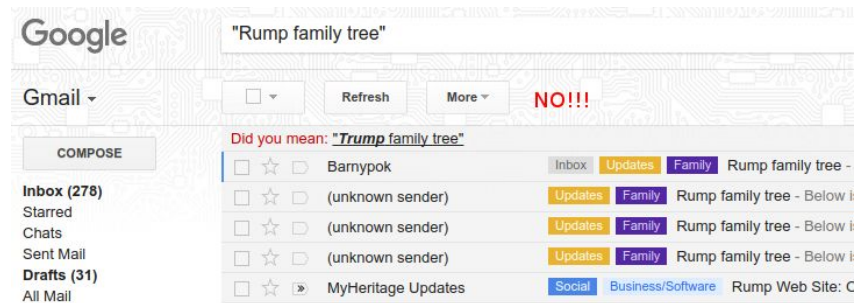 Google
"Rump family tree"
Gmail
Refresh
More
NO!!!
Did you mean: "Trump family tree"
COMPOSE
Barnypok Inbox Updates Family Rump family tree -
Inbox (278)
(unknown sender) Updates Family Rump family tree - Below is
Starred
(unknown sender) Updates Family Rump family tree - Below is
Chats
Sent Mail
(unknown sender) Updates Family Rump family tree - Below is
Drafts (31)
MyHeritage Updates Social Business/Software Rump Web Site:
All Mail